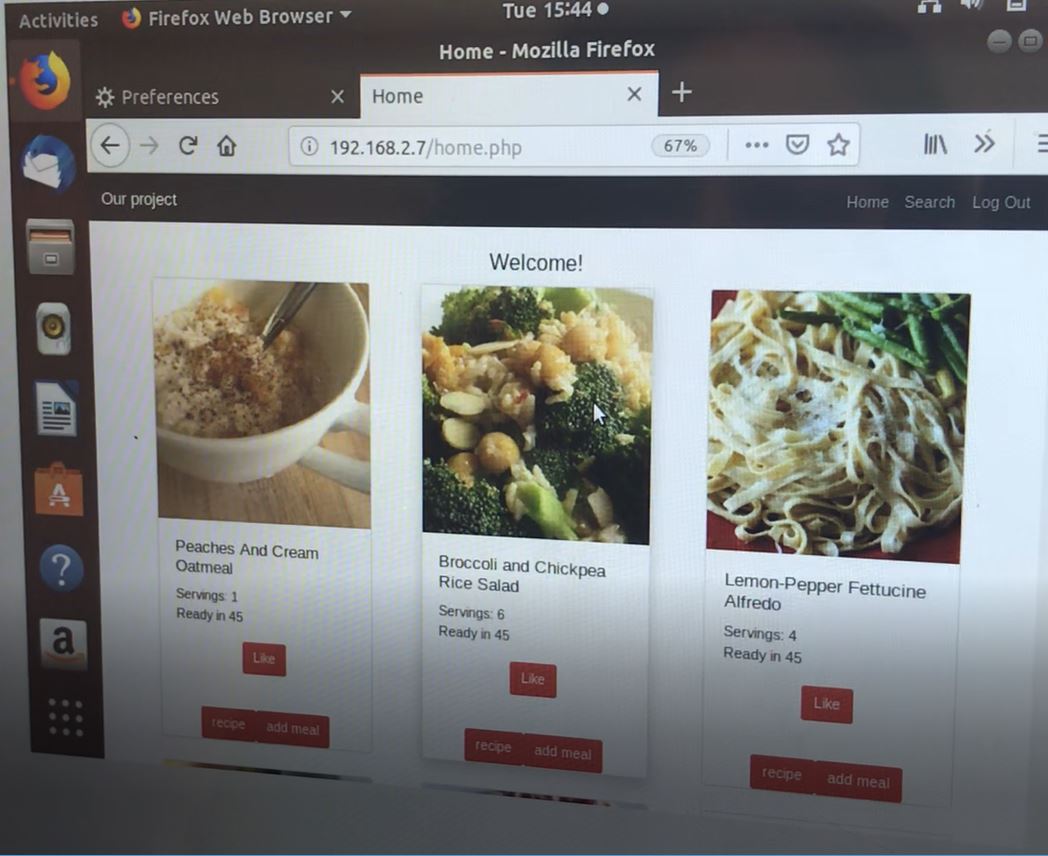 Activities Firefox Web Browser Tue 15:44
Home - Mozilla Firefox
Preferences Home
192.168.2.7/home.php 67%
Our project Home Search Log Out
Welcome!
Peaches And Cream
Oatmeal
Servings: 1
Ready in 45
Like
recipe add meal
Broccoli and Chickpea
Rice Salad
Servings: 6
Ready in 45
Like
recipe add meal
Lemon-Pepper Fettucine
Alfredo
Servings: 4
Ready in 45
Like
recipe add meal